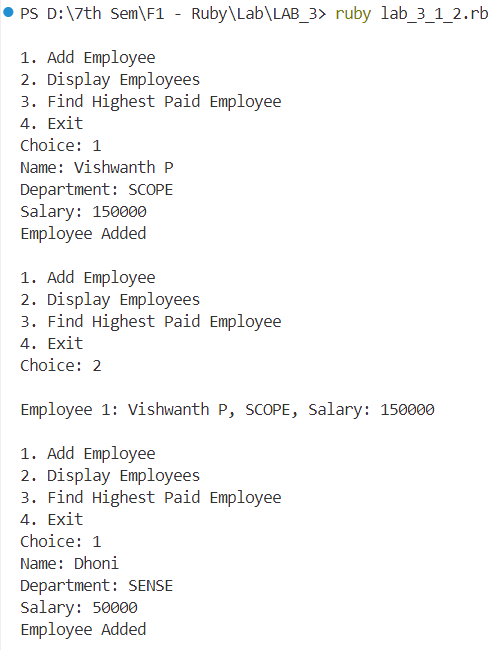 PS D:\7th Sem\F1 - Ruby\Lab\LAB_3> ruby lab_3_1_2.rb
1. Add Employee
2. Display Employees
3. Find Highest Paid Employee
4. Exit
Choice: 1
Name: Vishwanth P
Department: SCOPE
Salary: 150000
Employee Added
1. Add Employee
2. Display Employees
3. Find Highest Paid Employee
4. Exit
Choice: 2
Employee 1: Vishwanth P, SCOPE, Salary: 150000
1. Add Employee
2. Display Employees
3. Find Highest Paid Employee
4. Exit
Choice: 1
Name: Dhoni
Department: SENSE
Salary: 50000
Employee Added